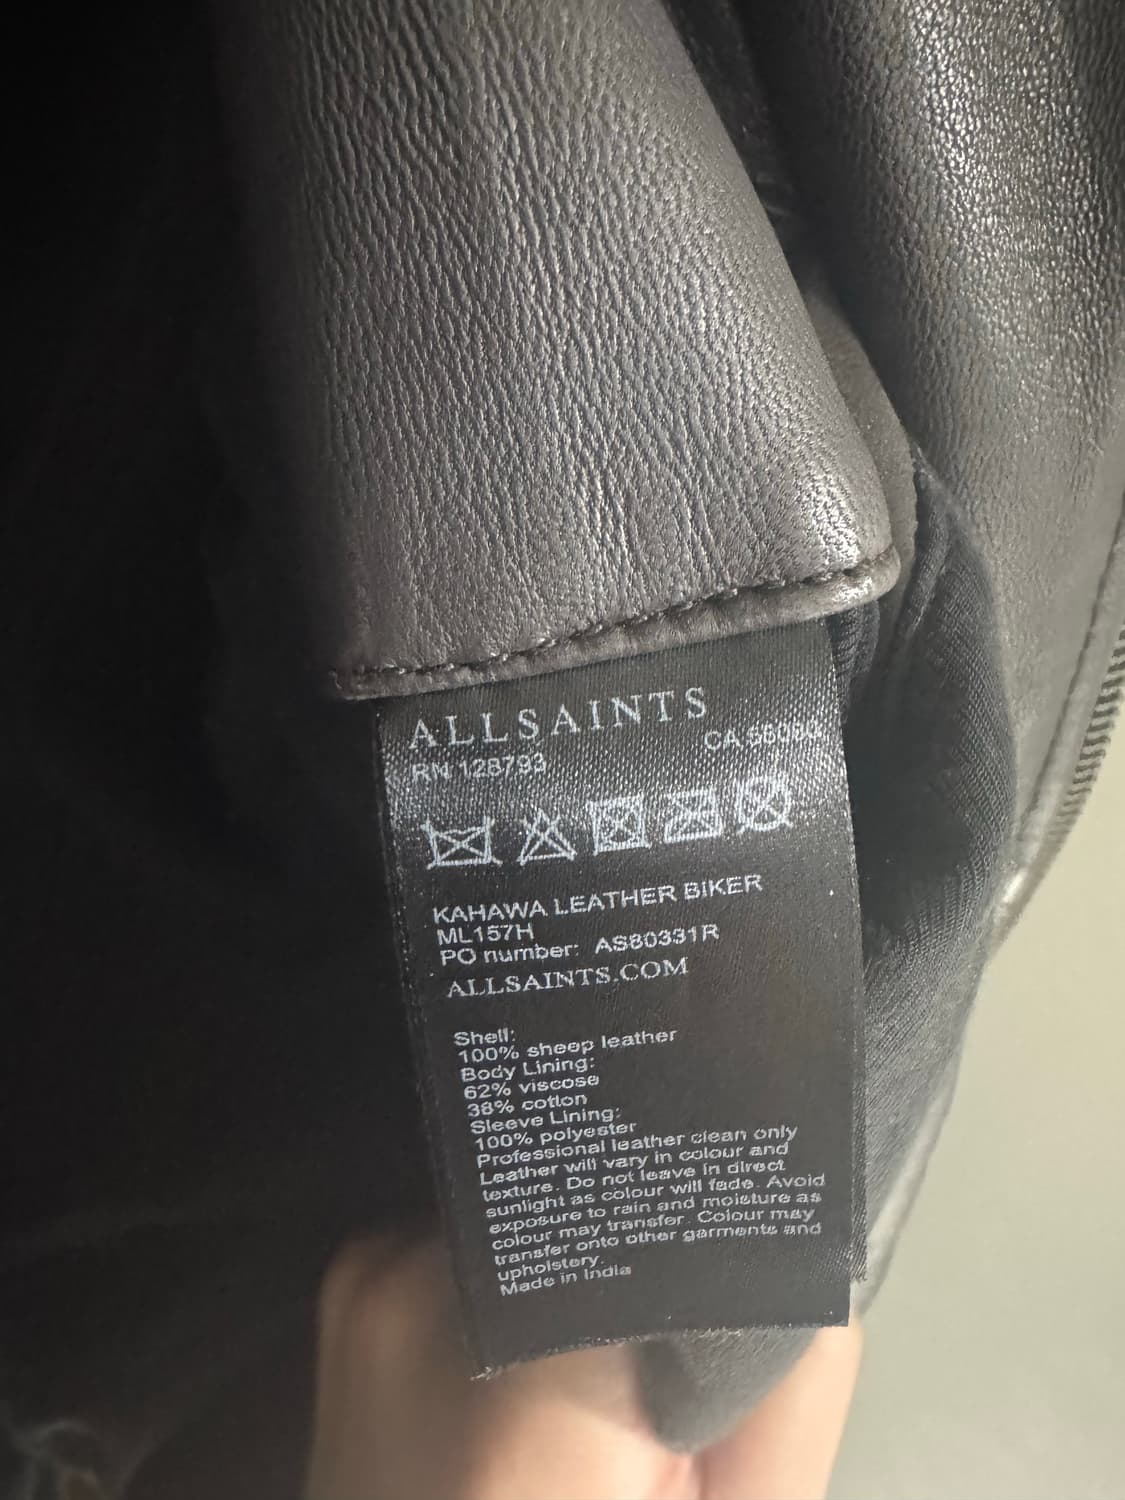 ALLSAINTS
RN 128793 CA
KAHAWA LEATHER BIKER
ML157H
PO number: AS80331R
ALLSAINTS.COM
Shell:
100% sheep leather
Body Lining:
62% viscose
38% cotton
Sleeve Lining:
100% polyester
Professional leather clean only
Leather will vary in colour and
texture. Do not leave in direct
sunlight as colour will fade. Avoid
exposure to rain and moisture as
colour may transfer. Colour may
transfer onto other garments and
upholstery.
Made in India